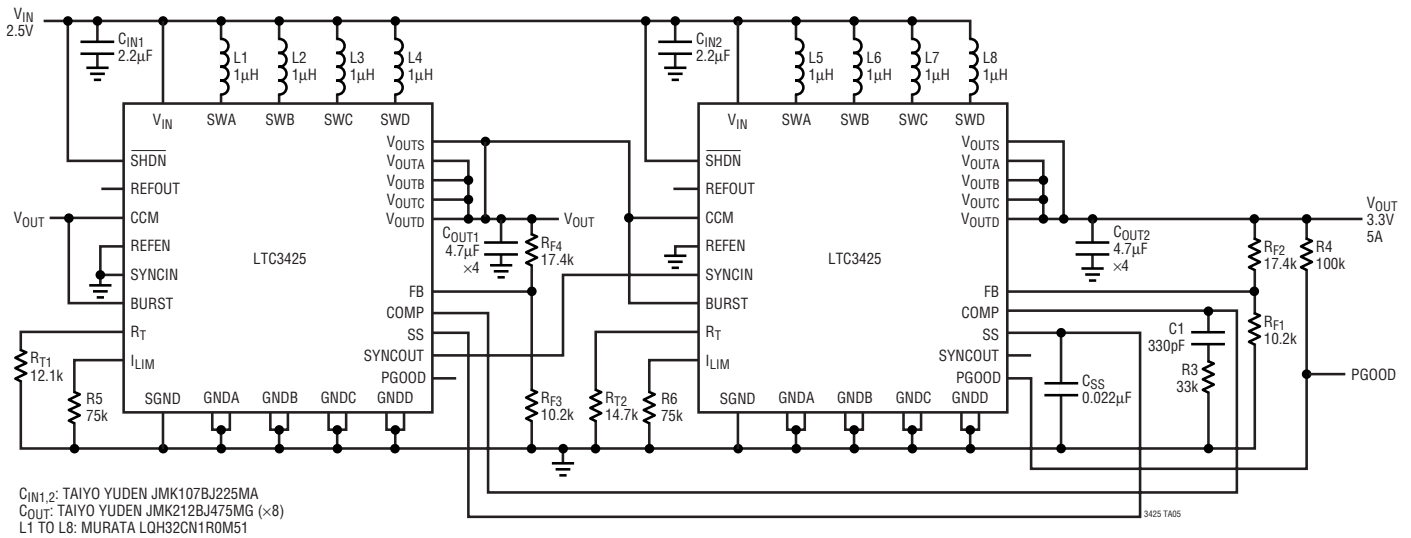 VIN
2.5V
CIN1
2.2µF
L1
1µH
L2
1µH
L3
1µH
L4
1µH
CIN2
2.2µF
L5
1µH
L6
1µH
L7
1µH
L8
1µH
VIN
SWA
SWB
SWC
SWD
SHDN
REFOUT
CCM
REFEN
SYNCIN
BURST
RT
ILIM
SGND
GNDA
GNDB
GNDC
GNDD
LTC3425
VOUTS
VOUTA
VOUTB
VOUTC
VOUTD
FB
COMP
SS
SYNCOUT
PGOOD
VOUT
RT1
12.1k
R5
75k
VOUT
COUT1
4.7µF
×4
RF4
17.4k
RF3
10.2k
RT2
14.7k
R6
75k
VIN
SWA
SWB
SWC
SWD
SHDN
REFOUT
CCM
REFEN
SYNCIN
BURST
RT
ILIM
SGND
GNDA
GNDB
GNDC
GNDD
LTC3425
VOUTS
VOUTA
VOUTB
VOUTC
VOUTD
FB
COMP
SS
SYNCOUT
PGOOD
VOUT
3.3V
5A
COUT2
4.7µF
×4
RF2
17.4k
R4
100k
RF1
10.2k
C1
330pF
R3
33k
CSS
0.022µF
PGOOD
3425 TA05
CIN1,2: TAIYO YUDEN JMK107BJ225MA
COUT: TAIYO YUDEN JMK212BJ475MG (×8)
L1 TO L8: MURATA LQH32CN1R0M51